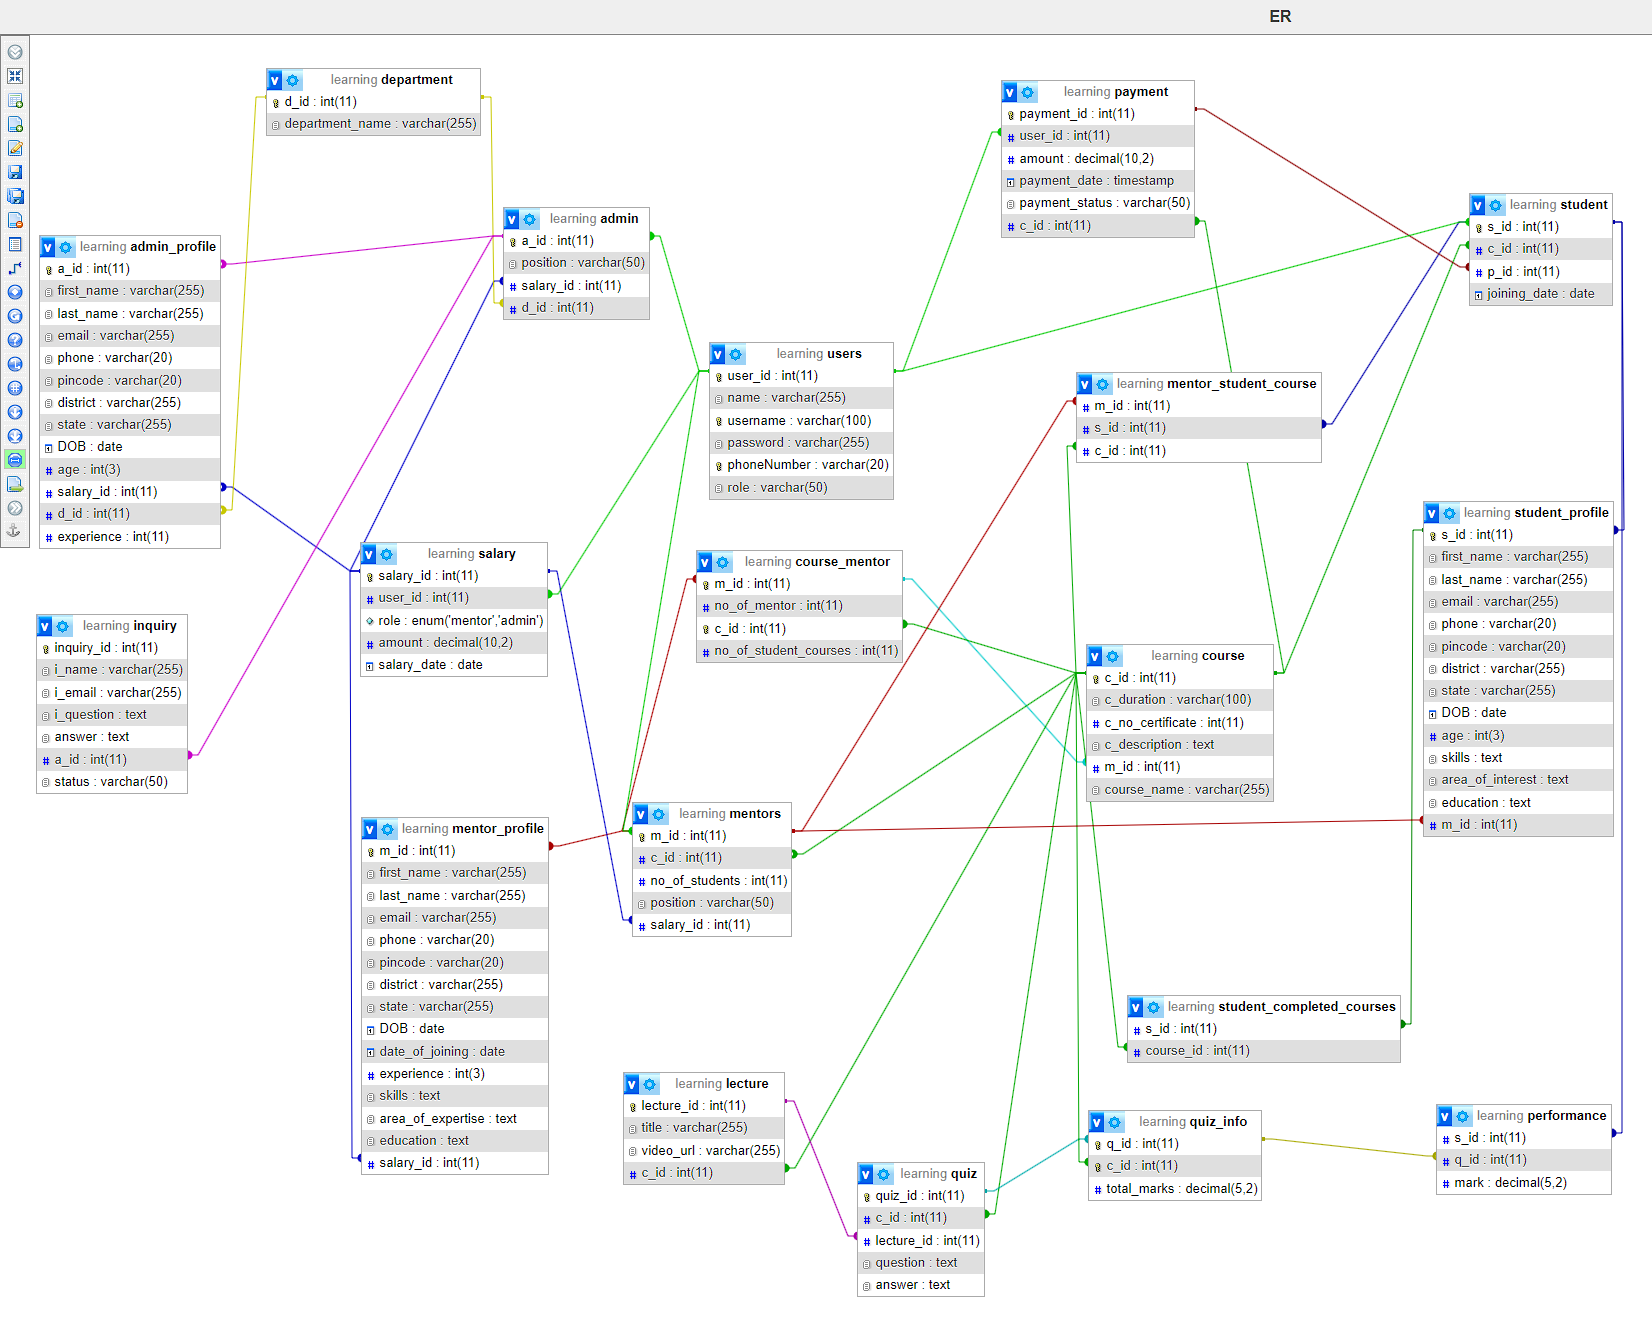 ER
learning department
d_id : int(11)
department_name : varchar(255)
learning payment
payment_id : int(11)
user_id : int(11)
amount : decimal(10,2)
payment_date : timestamp
payment_status : varchar(50)
c_id : int(11)
learning student
s_id : int(11)
c_id : int(11)
p_id : int(11)
joining_date : date
learning admin
a_id : int(11)
position : varchar(50)
salary_id : int(11)
d_id : int(11)
learning admin_profile
a_id : int(11)
first_name : varchar(255)
last_name : varchar(255)
email : varchar(255)
phone : varchar(20)
pincode : varchar(20)
district : varchar(255)
state : varchar(255)
DOB : date
age : int(3)
salary_id : int(11)
d_id : int(11)
experience : int(11)
learning users
user_id : int(11)
name : varchar(255)
username : varchar(100)
password : varchar(255)
phoneNumber : varchar(20)
role : varchar(50)
learning mentor_student_course
m_id : int(11)
s_id : int(11)
c_id : int(11)
learning student_profile
s_id : int(11)
first_name : varchar(255)
last_name : varchar(255)
email : varchar(255)
phone : varchar(20)
pincode : varchar(20)
district : varchar(255)
state : varchar(255)
DOB : date
age : int(3)
skills : text
area_of_interest : text
education : text
m_id : int(11)
learning salary
salary_id : int(11)
user_id : int(11)
role : enum('mentor','admin')
amount : decimal(10,2)
salary_date : date
learning course_mentor
m_id : int(11)
no_of_mentor : int(11)
c_id : int(11)
no_of_student_courses : int(11)
learning inquiry
inquiry_id : int(11)
i_name : varchar(255)
i_email : varchar(255)
i_question : text
answer : text
a_id : int(11)
status : varchar(50)
learning course
c_id : int(11)
c_duration : varchar(100)
c_no_certificate : int(11)
c_description : text
m_id : int(11)
course_name : varchar(255)
learning mentors
m_id : int(11)
c_id : int(11)
no_of_students : int(11)
position : varchar(50)
salary_id : int(11)
learning mentor_profile
m_id : int(11)
first_name : varchar(255)
last_name : varchar(255)
email : varchar(255)
phone : varchar(20)
pincode : varchar(20)
district : varchar(255)
state : varchar(255)
DOB : date
date_of_joining : date
experience : int(3)
skills : text
area_of_expertise : text
education : text
salary_id : int(11)
learning student_completed_courses
s_id : int(11)
course_id : int(11)
learning lecture
lecture_id : int(11)
title : varchar(255)
video_url : varchar(255)
c_id : int(11)
learning quiz_info
q_id : int(11)
c_id : int(11)
total_marks : decimal(5,2)
learning performance
s_id : int(11)
q_id : int(11)
mark : decimal(5,2)
learning quiz
quiz_id : int(11)
c_id : int(11)
lecture_id : int(11)
question : text
answer : text